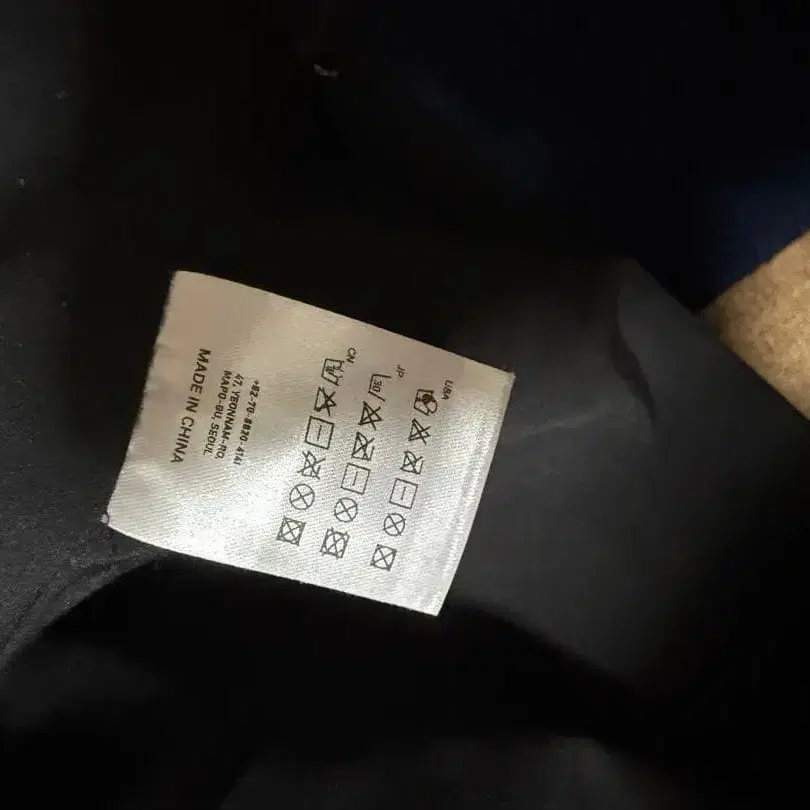 USA
JP
30
CN
+82-70-8820-4141
47, YEONNAM-RO,
MAPO-GU, SEOUL
MADE IN CHINA